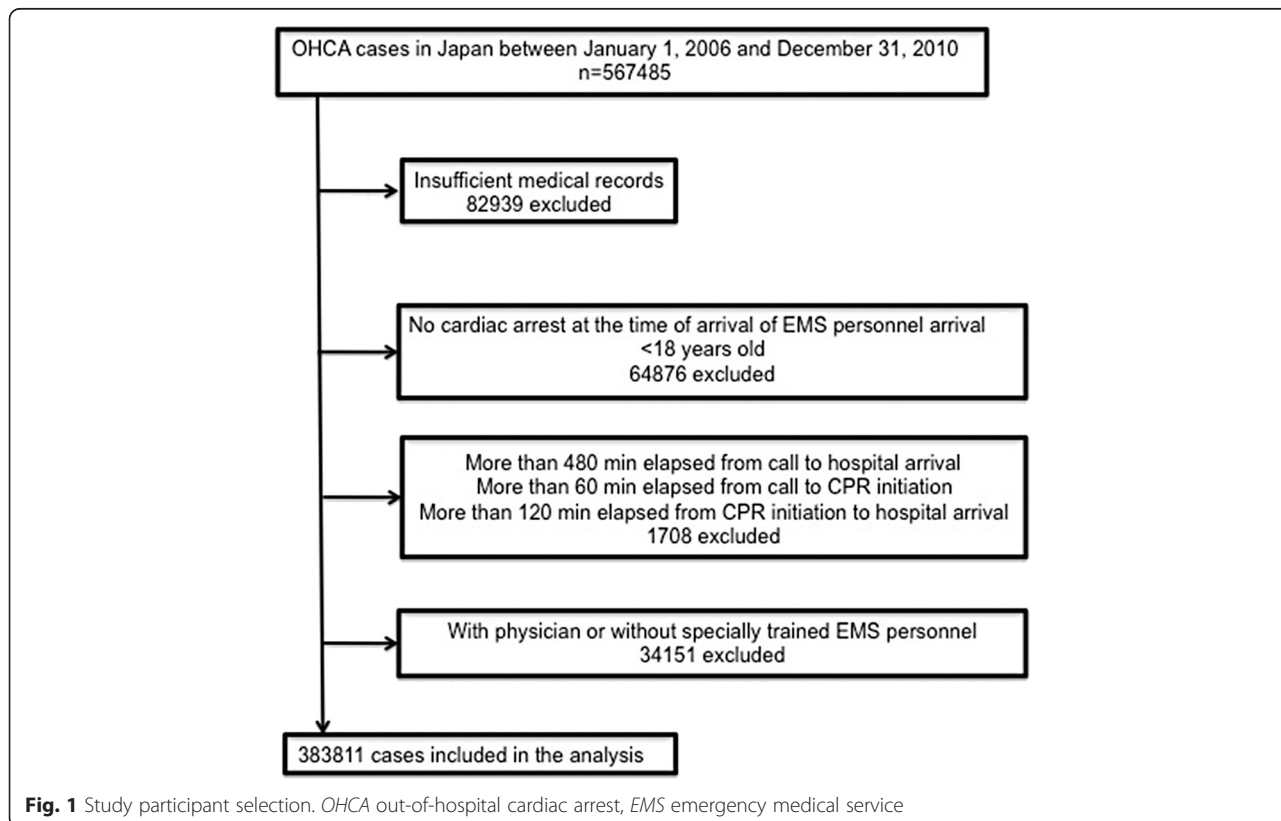 OHCA cases in Japan between January 1, 2006 and December 31, 2010
n=567485
Insufficient medical records
82939 excluded
No cardiac arrest at the time of arrival of EMS personnel arrival
<18 years old
64876 excluded
More than 480 min elapsed from call to hospital arrival
More than 60 min elapsed from call to CPR initiation
More than 120 min elapsed from CPR initiation to hospital arrival
1708 excluded
With physician or without specially trained EMS personnel
34151 excluded
383811 cases included in the analysis
Fig. 1 Study participant selection. OHCA out-of-hospital cardiac arrest, EMS emergency medical service